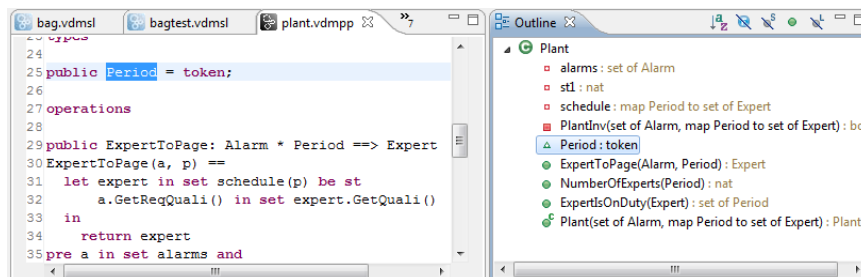 bag.vdmsl
bagtest.vdmsl
plant.vdmpp
»7
23 types
24
25 public Period = token;
26
27 operations
28
29 public ExpertToPage: Alarm * Period ==> Expert
30 ExpertToPage(a, p) ==
31 let expert in set schedule(p) be st
32 a.GetReqQuali() in set expert.GetQuali()
33 in
34 return expert
35 pre a in set alarms and
Outline
Plant
alarms : set of Alarm
st1 : nat
schedule : map Period to set of Expert
PlantInv(set of Alarm, map Period to set of Expert) : bo
Period : token
ExpertToPage(Alarm, Period) : Expert
NumberOfExperts(Period) : nat
ExpertIsOnDuty(Expert) : set of Period
Plant(set of Alarm, map Period to set of Expert) : Plant